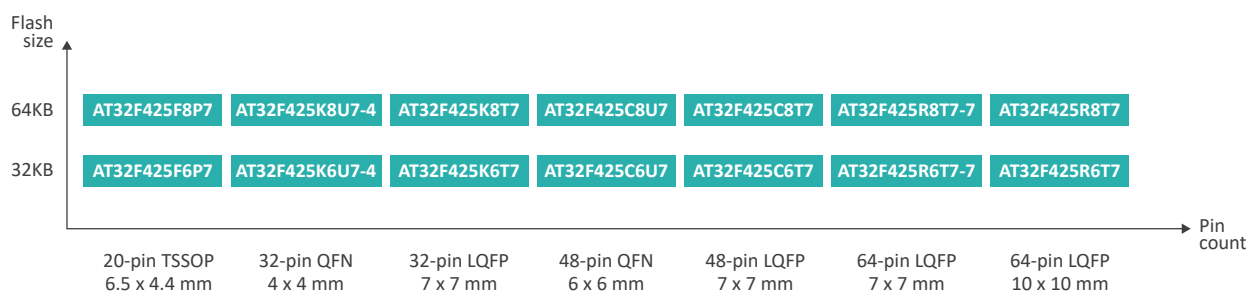 Flash
size
64KB
AT32F425F8P7 AT32F425K8U7-4 AT32F425K8T7 AT32F425C8U7 AT32F425C8T7 AT32F425R8T7-7 AT32F425R8T7
32KB
AT32F425F6P7 AT32F425K6U7-4 AT32F425K6T7 AT32F425C6U7 AT32F425C6T7 AT32F425R6T7-7 AT32F425R6T7
Pin
count
20-pin TSSOP 32-pin QFN 32-pin LQFP 48-pin QFN 48-pin LQFP 64-pin LQFP 64-pin LQFP
6.5 x 4.4 mm 4 x 4 mm 7 x 7 mm 6 x 6 mm 7 x 7 mm 7 x 7 mm 10 x 10 mm